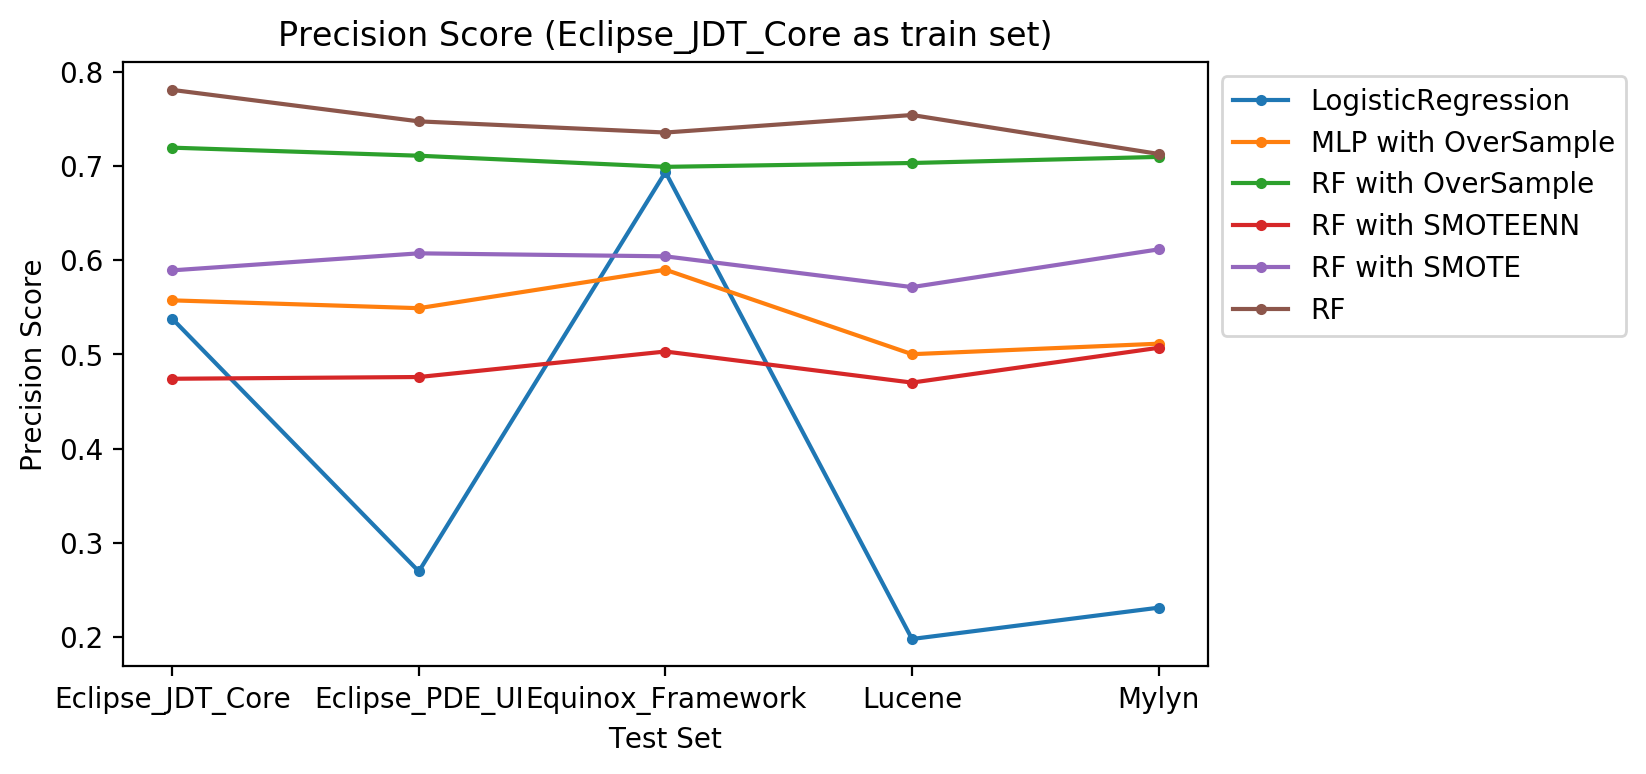 Precision Score (Eclipse_JDT_Core as train set)
0.8
0.7
0.6
0.5
0.4
0.3
0.2
Precision Score
Eclipse_JDT_Core
Eclipse_PDE_UI
Equinox_Framework
Lucene
Mylyn
Test Set
LogisticRegression
MLP with OverSample
RF with OverSample
RF with SMOTEENN
RF with SMOTE
RF